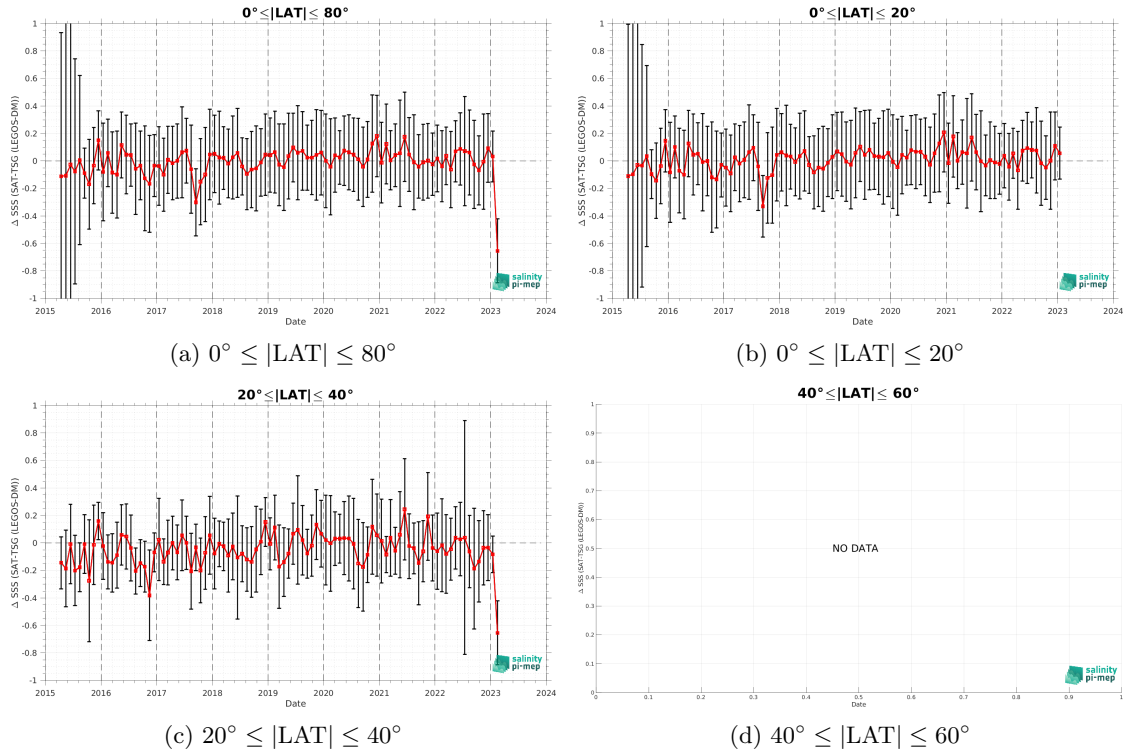 0°≤|LAT|≤ 80°
Δ SSS (SAT-TSG (LEGOS-DM))
1
0.8
0.6
0.4
0.2
0
-0.2
-0.4
-0.6
-0.8
-1
2015 2016 2017 2018 2019 2020 2021 2022 2023 2024
Date
salinity
pi-mep
(a) 0° ≤ |LAT| ≤ 80°
0°≤|LAT|≤ 20°
Δ SSS (SAT-TSG (LEGOS-DM))
1
0.8
0.6
0.4
0.2
0
-0.2
-0.4
-0.6
-0.8
-1
2015 2016 2017 2018 2019 2020 2021 2022 2023 2024
Date
salinity
pi-mep
(b) 0° ≤ |LAT| ≤ 20°
20°≤|LAT|≤ 40°
Δ SSS (SAT-TSG (LEGOS-DM))
1
0.8
0.6
0.4
0.2
0
-0.2
-0.4
-0.6
-0.8
-1
2015 2016 2017 2018 2019 2020 2021 2022 2023 2024
Date
salinity
pi-mep
(c) 20° ≤ |LAT| ≤ 40°
40°≤|LAT|≤ 60°
Δ SSS (SAT-TSG (LEGOS-DM))
1
0.9
0.8
0.7
0.6
0.5
0.4
0.3
0.2
0.1
0
NO DATA
0 0.1 0.2 0.3 0.4 0.5 0.6 0.7 0.8 0.9 1
Date
salinity
pi-mep
(d) 40° ≤ |LAT| ≤ 60°